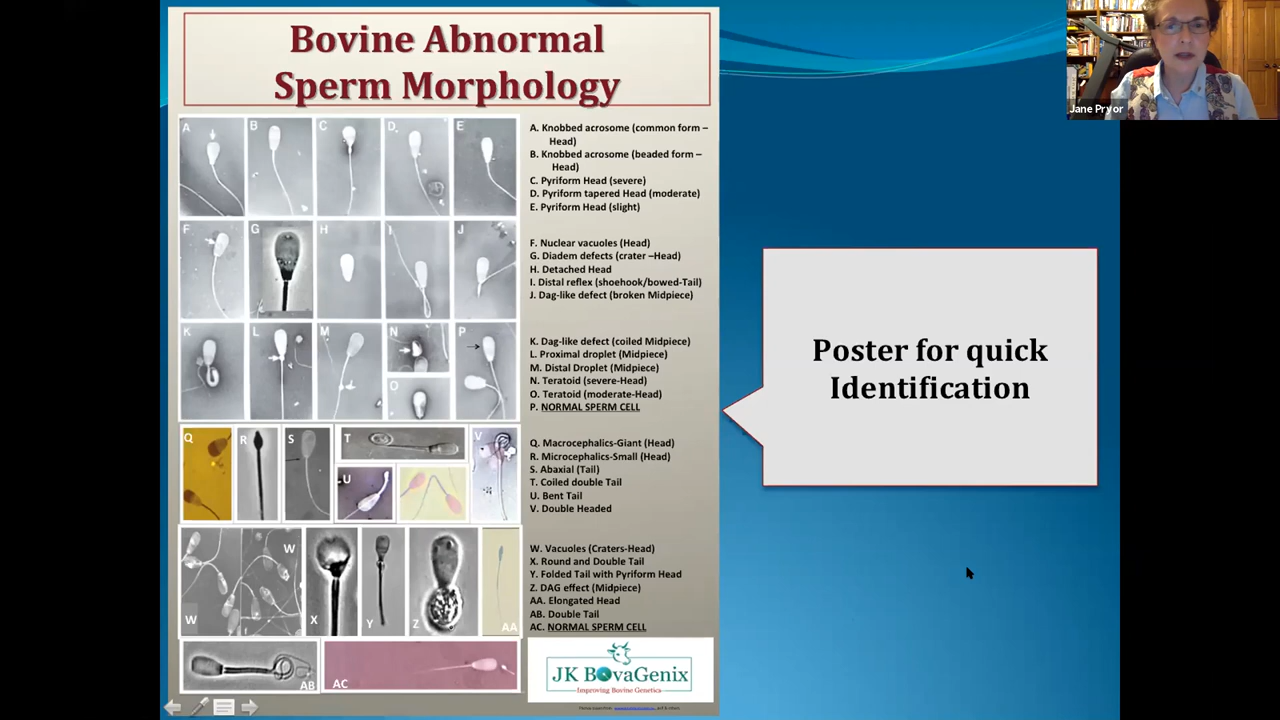 Bovine Abnormal
Sperm Morphology
A
B
C
D
E
F
G
H
I
J
K
L
M
N
O
P
Q
R
S
T
U
V
W
W
X
Y
Z
AA
AB
AC
A. Knobbed acrosome (common form –
Head)
B. Knobbed acrosome (beaded form –
Head)
C. Pyriform Head (severe)
D. Pyriform tapered Head (moderate)
E. Pyriform Head (slight)
F. Nuclear vacuoles (Head)
G. Diadem defects (crater –Head)
H. Detached Head
I. Distal reflex (shoehook/bowed-Tail)
J. Dag-like defect (broken Midpiece)
K. Dag-like defect (coiled Midpiece)
L. Proximal droplet (Midpiece)
M. Distal Droplet (Midpiece)
N. Teratoid (severe-Head)
O. Teratoid (moderate-Head)
P. NORMAL SPERM CELL
Q. Macrocephalics-Giant (Head)
R. Microcephalics-Small (Head)
S. Abaxial (Tail)
T. Coiled double Tail
U. Bent Tail
V. Double Headed
W. Vacuoles (Craters-Head)
X. Round and Double Tail
Y. Folded Tail with Pyriform Head
Z. DAG effect (Midpiece)
AA. Elongated Head
AB. Double Tail
AC. NORMAL SPERM CELL
JK BovaGenix
Improving Bovine Genetics
Poster for quick
Identification
Jane Pryor